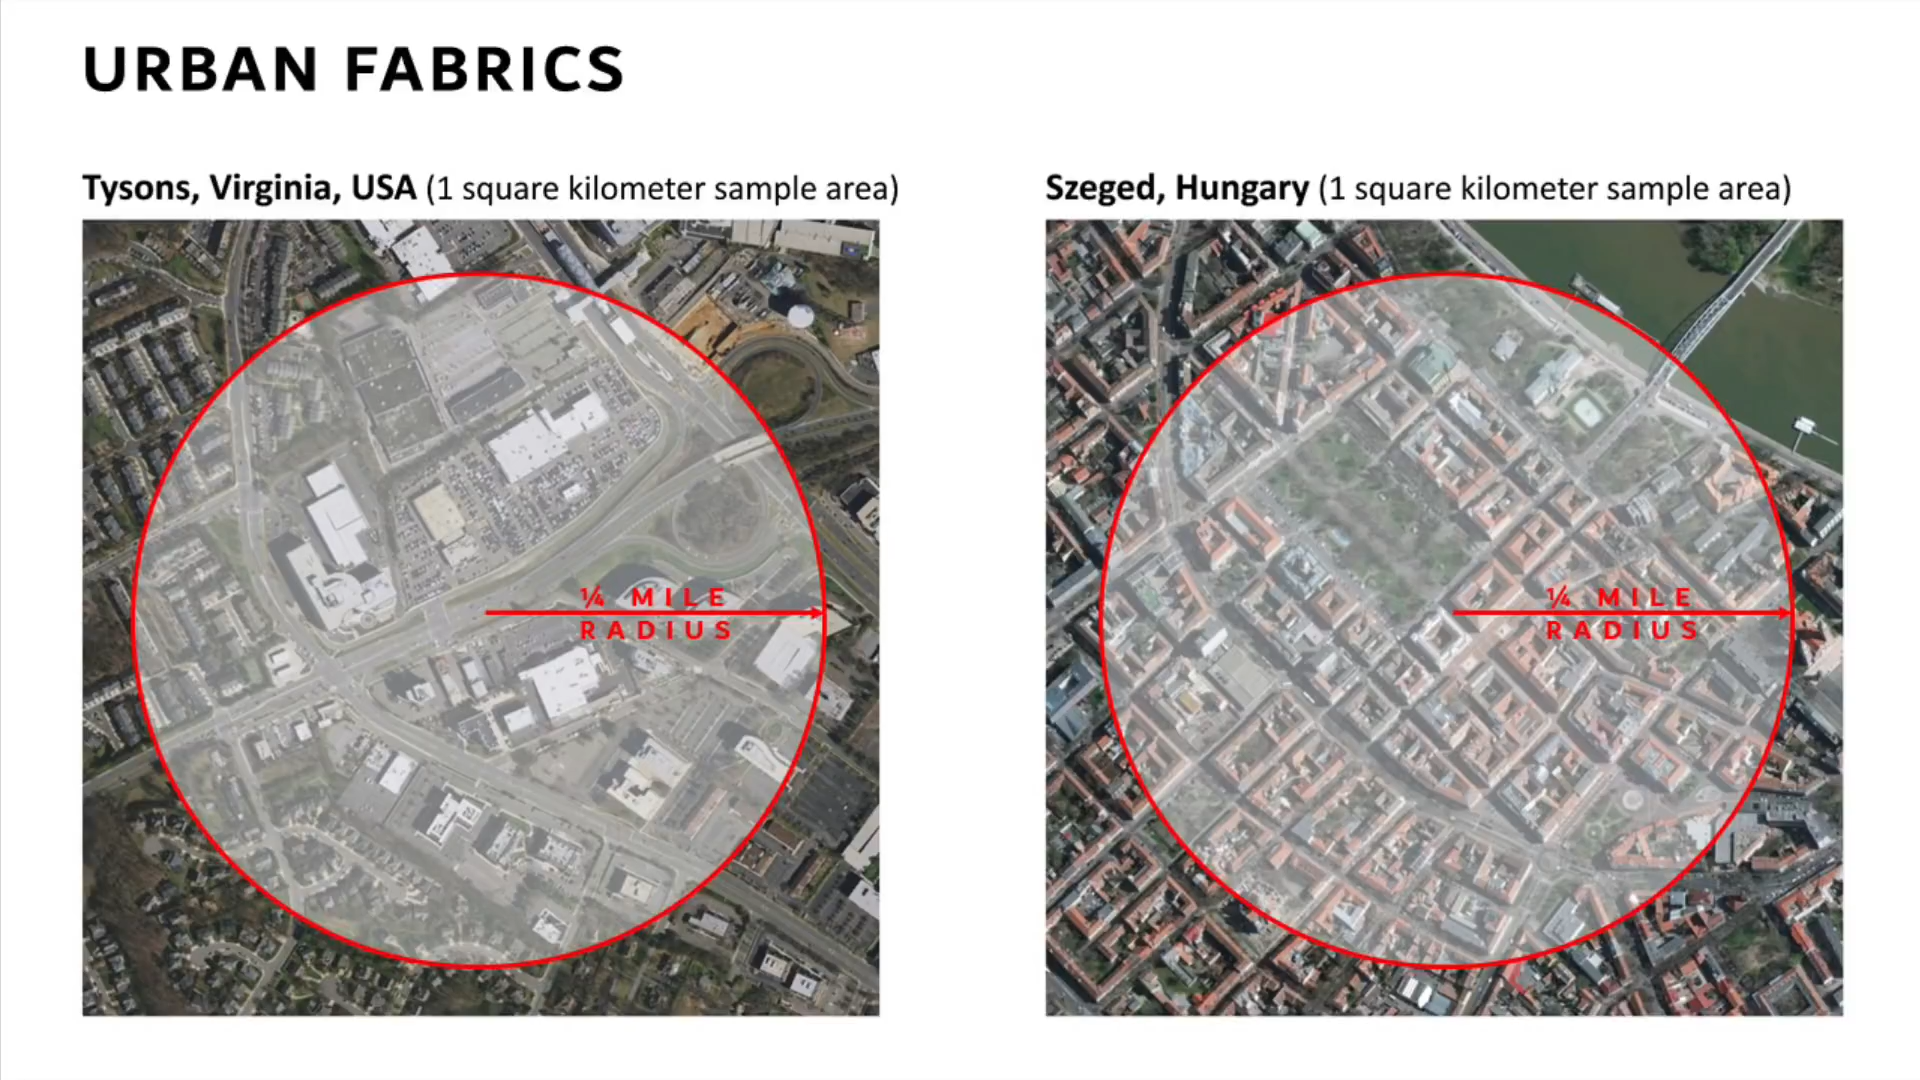 URBAN FABRICS
Tysons, Virginia, USA (1 square kilometer sample area)
¼ MILE
RADIUS
Szeged, Hungary (1 square kilometer sample area)
¼ MILE
RADIUS